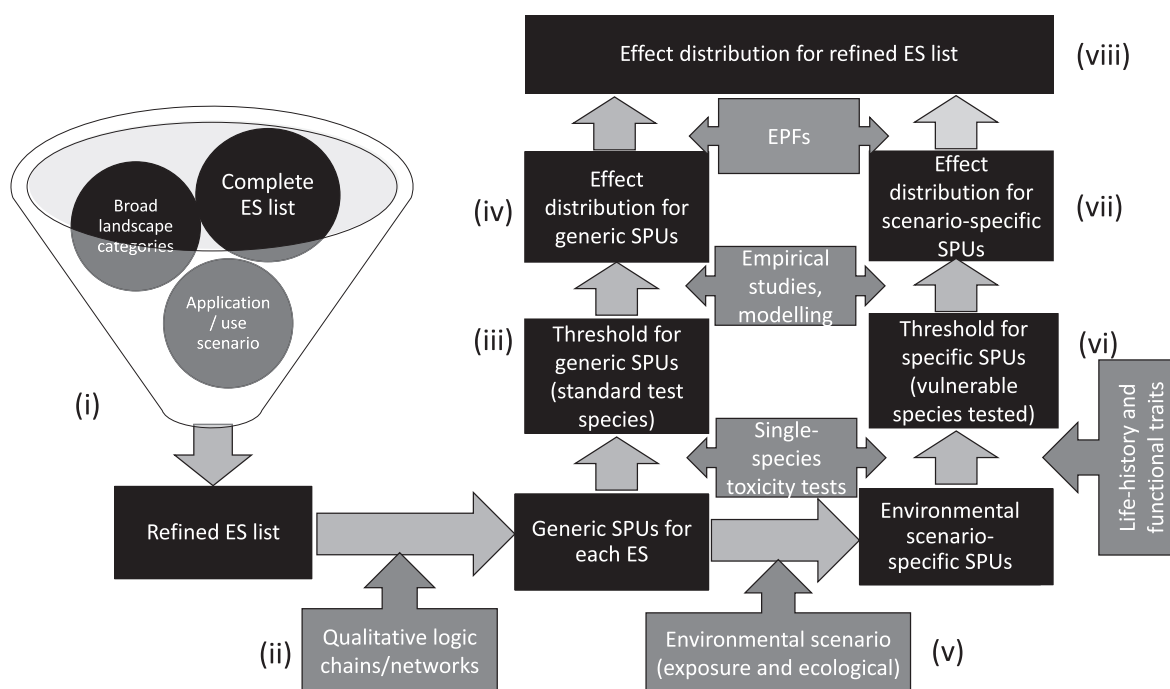 Effect distribution for refined ES list
(viii)
EPFs
Complete
ES list
Broad
landscape
categories
Application
/ use
scenario
(i)
(iv)
Effect
distribution for
generic SPUs
Effect
distribution for
scenario-specific
SPUs
(vii)
Empirical
studies,
modelling
(iii)
Threshold for
generic SPUs
(standard test
species)
Threshold for
specific SPUs
(vulnerable
species tested)
(vi)
Single-
species
toxicity tests
Life-history and
functional traits
Refined ES list
Generic SPUs for
each ES
Environmental
scenario-
specific SPUs
(ii)
Qualitative logic
chains/networks
Environmental scenario
(exposure and ecological)
(v)